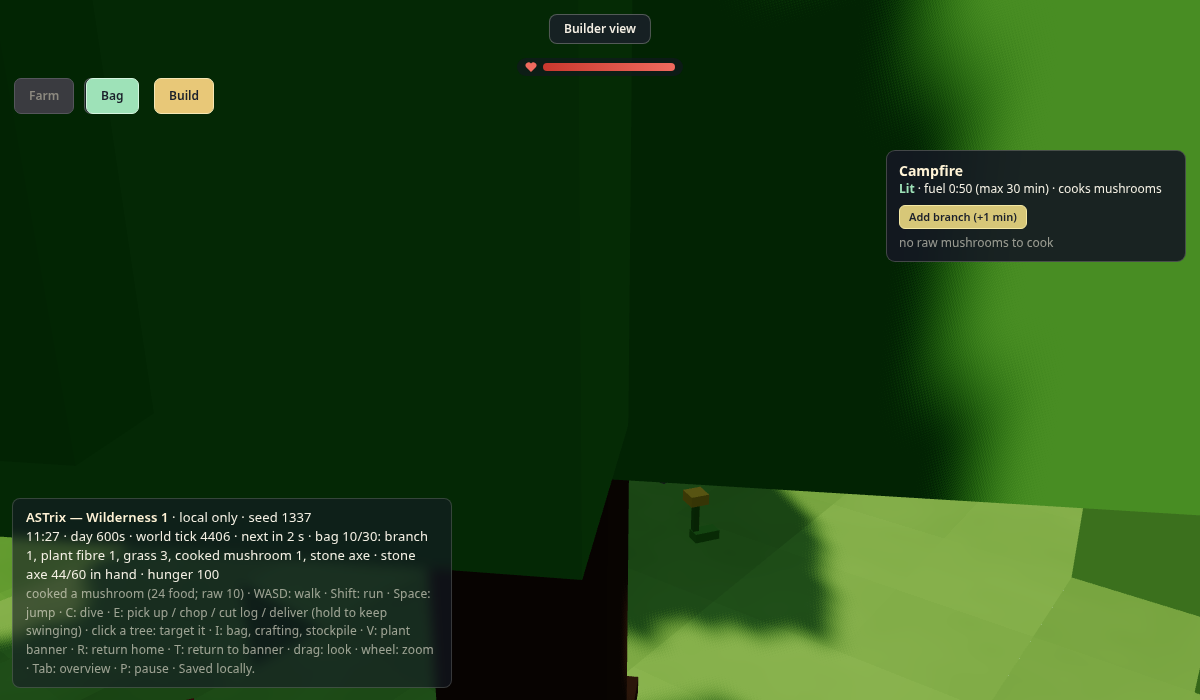 Builder view
Farm
Bag
Build
Campfire
Lit · fuel 0:50 (max 30 min) · cooks mushrooms
Add branch (+1 min)
no raw mushrooms to cook
ASTrix — Wilderness 1 · local only · seed 1337
11:27 · day 600s · world tick 4406 · next in 2 s · bag 10/30: branch
1, plant fibre 1, grass 3, cooked mushroom 1, stone axe · stone
axe 44/60 in hand · hunger 100
cooked a mushroom (24 food; raw 10) · WASD: walk · Shift: run · Space:
jump · C: dive · E: pick up / chop / cut log / deliver (hold to keep
swinging) · click a tree: target it · I: bag, crafting, stockpile · V: plant
banner · R: return home · T: return to banner · drag: look · wheel: zoom
· Tab: overview · P: pause · Saved locally.